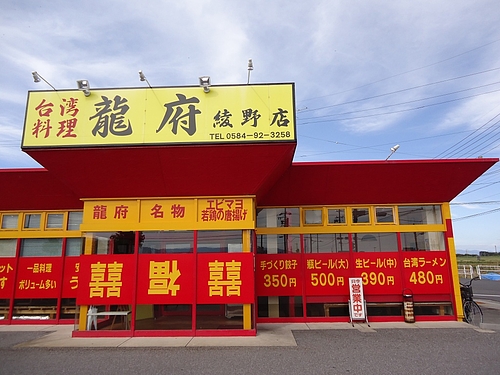 台湾
料理
龍府 綾野店
TEL 0584-92-3258
龍府 名物
エビマヨ
若鶏の唐揚げ
一品料理
ボリューム多い
囍 福 囍
手づくり餃子
350円
瓶ビール(大)
500円
生ビール(中)
390円
台湾ラーメン
480円
営業中
です